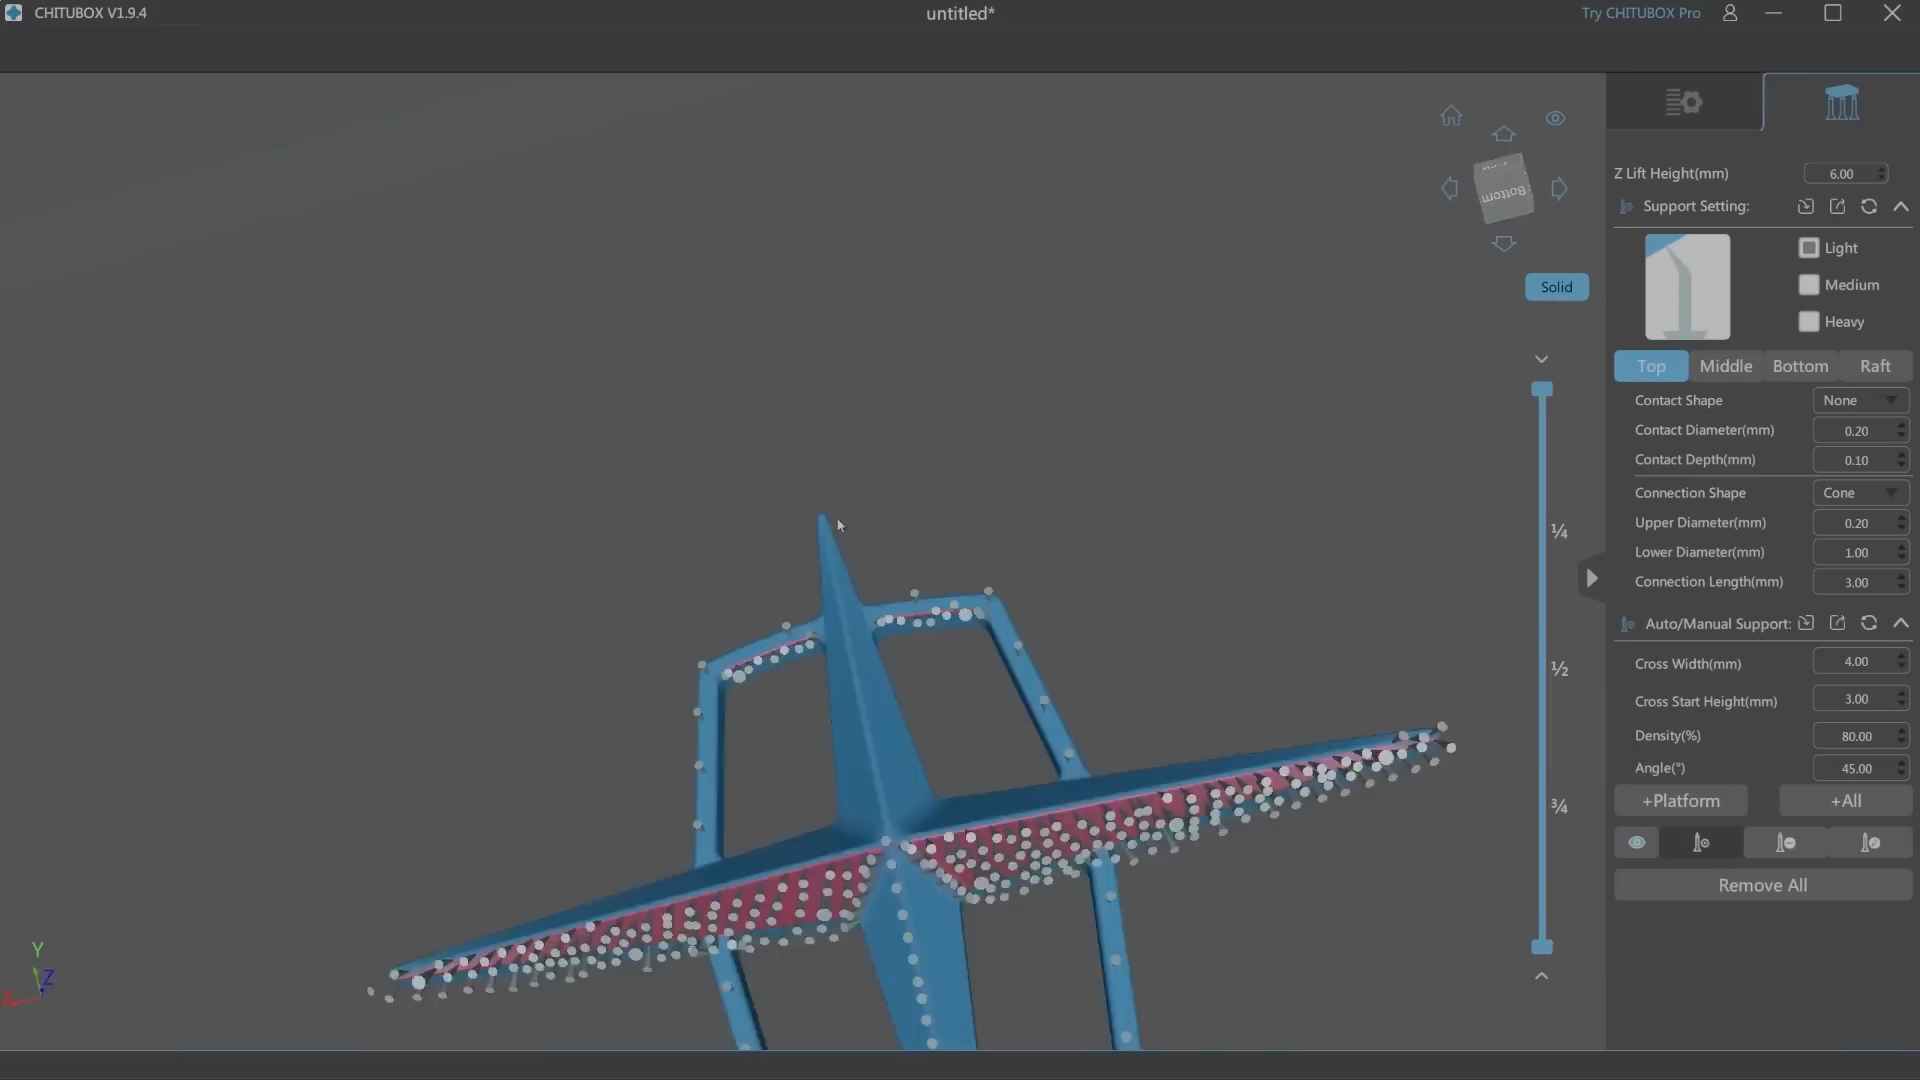 CHITUBOX V1.9.4
untitled*
Try CHITUBOX Pro
Bottom
Solid
¼
½
¾
Y
Z
X
Z Lift Height(mm) 6.00
Support Setting:
Light
Medium
Heavy
Top Middle Bottom Raft
Contact Shape None
Contact Diameter(mm) 0.20
Contact Depth(mm) 0.10
Connection Shape Cone
Upper Diameter(mm) 0.20
Lower Diameter(mm) 1.00
Connection Length(mm) 3.00
Auto/Manual Support:
Cross Width(mm) 4.00
Cross Start Height(mm) 3.00
Density(%) 80.00
Angle(°) 45.00
+Platform +All
Remove All